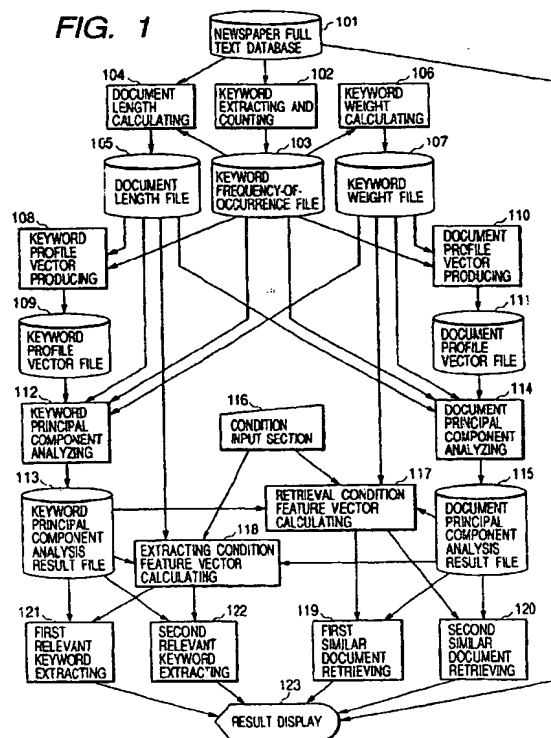 FIG. 1
101
NEWSPAPER FULL
TEXT DATABASE
104
DOCUMENT
LENGTH
CALCULATING
102
KEYWORD
EXTRACTING AND
COUNTING
106
KEYWORD
WEIGHT
CALCULATING
105
DOCUMENT
LENGTH FILE
103
KEYWORD
FREQUENCY-OF-
OCCURRENCE FILE
107
KEYWORD
WEIGHT FILE
108
KEYWORD
PROFILE
VECTOR
PRODUCING
110
DOCUMENT
PROFILE
VECTOR
PRODUCING
109
KEYWORD
PROFILE
VECTOR FILE
111
DOCUMENT
PROFILE
VECTOR FILE
112
KEYWORD
PRINCIPAL
COMPONENT
ANALYZING
116
CONDITION
INPUT SECTION
114
DOCUMENT
PRINCIPAL
COMPONENT
ANALYZING
113
KEYWORD
PRINCIPAL
COMPONENT
ANALYSIS
RESULT FILE
117
RETRIEVAL CONDITION
FEATURE VECTOR
CALCULATING
115
DOCUMENT
PRINCIPAL
COMPONENT
ANALYSIS
RESULT FILE
118
EXTRACTING CONDITION
FEATURE VECTOR
CALCULATING
121
FIRST
RELEVANT
KEYWORD
EXTRACTING
122
SECOND
RELEVANT
KEYWORD
EXTRACTING
119
FIRST
SIMILAR
DOCUMENT
RETRIEVING
120
SECOND
SIMILAR
DOCUMENT
RETRIEVING
123
RESULT DISPLAY